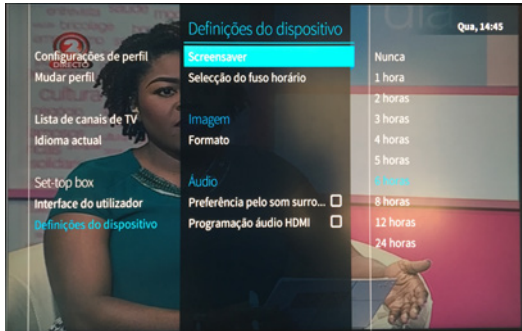 Definições do dispositivo
Qua, 14:45
DIRECTO
Configurações de perfil
Mudar perfil
Lista de canais de TV
Idioma actual
Set-top box
Interface do utilizador
Definições do dispositivo
Screensaver
Selecção do fuso horário
Imagem
Formato
Áudio
Preferência pelo som surro...
Programação áudio HDMI
Nunca
1 hora
2 horas
3 horas
4 horas
5 horas
8 horas
12 horas
24 horas